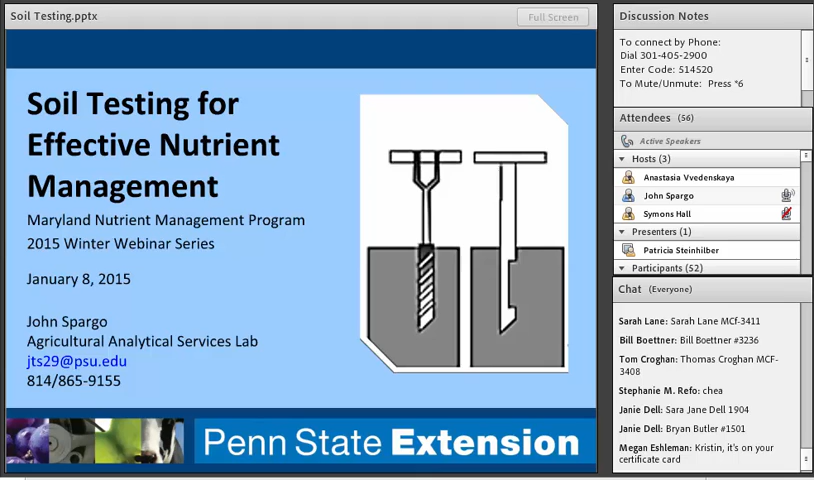 Soil Testing.pptx
Full Screen
Soil Testing for
Effective Nutrient
Management
Maryland Nutrient Management Program
2015 Winter Webinar Series
January 8, 2015
John Spargo
Agricultural Analytical Services Lab
jts29@psu.edu
814/865-9155
Penn State Extension
Discussion Notes
To connect by Phone:
Dial 301-405-2900
Enter Code: 514520
To Mute/Unmute: Press *6
Attendees (56)
Active Speakers
Hosts (3)
Anastasia Vvedenskaya
John Spargo
Symons Hall
Presenters (1)
Patricia Steinhilber
Participants (52)
Chat (Everyone)
Sarah Lane: Sarah Lane MCf-3411
Bill Boettner: Bill Boettner #3236
Tom Croghan: Thomas Croghan MCF-
3408
Stephanie M. Refo: chea
Janie Dell: Sara Jane Dell 1904
Janie Dell: Bryan Butler #1501
Megan Eshleman: Kristin, it's on your
certificate card